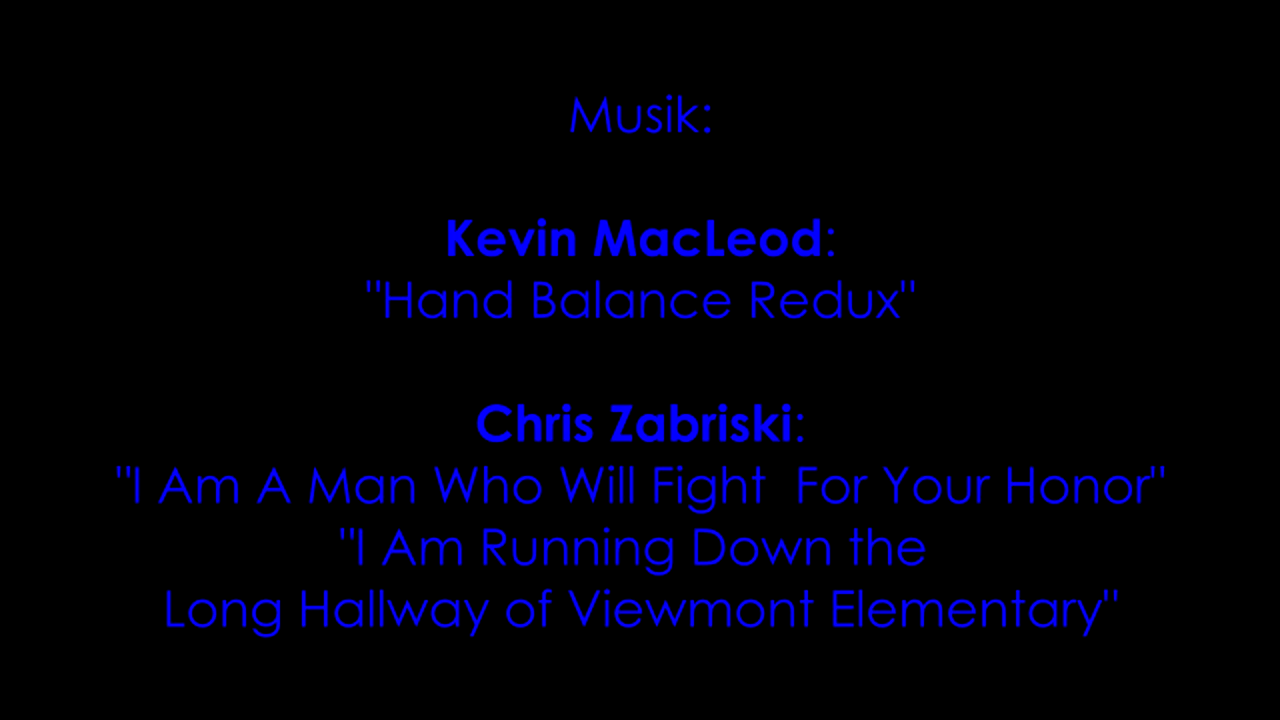 Musik:
Kevin MacLeod:
"Hand Balance Redux"
Chris Zabriski:
"I Am A Man Who Will Fight  For Your Honor"
"I Am Running Down the
Long Hallway of Viewmont Elementary"